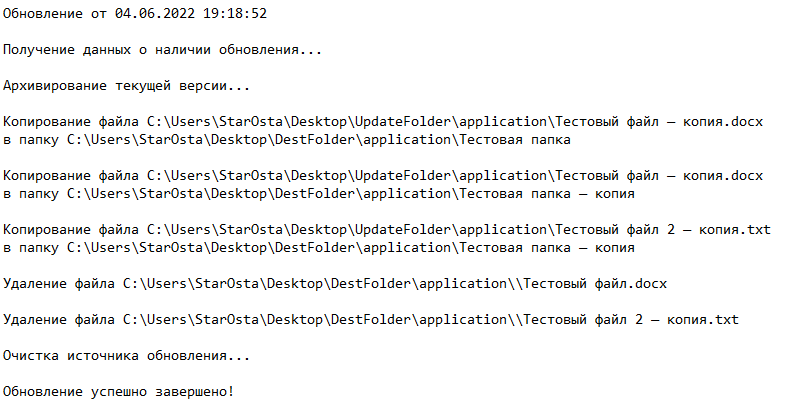 Обновление от 04.06.2022 19:18:52
Получение данных о наличии обновления...
Архивирование текущей версии...
Копирование файла C:\Users\StarOsta\Desktop\UpdateFolder\application\Тестовый файл — копия.docx
в папку C:\Users\StarOsta\Desktop\DestFolder\application\Тестовая папка
Копирование файла C:\Users\StarOsta\Desktop\UpdateFolder\application\Тестовый файл — копия.docx
в папку C:\Users\StarOsta\Desktop\DestFolder\application\Тестовая папка — копия
Копирование файла C:\Users\StarOsta\Desktop\UpdateFolder\application\Тестовый файл 2 — копия.txt
в папку C:\Users\StarOsta\Desktop\DestFolder\application\Тестовая папка — копия
Удаление файла C:\Users\StarOsta\Desktop\DestFolder\application\\Тестовый файл.docx
Удаление файла C:\Users\StarOsta\Desktop\DestFolder\application\\Тестовый файл 2 — копия.txt
Очистка источника обновления...
Обновление успешно завершено!